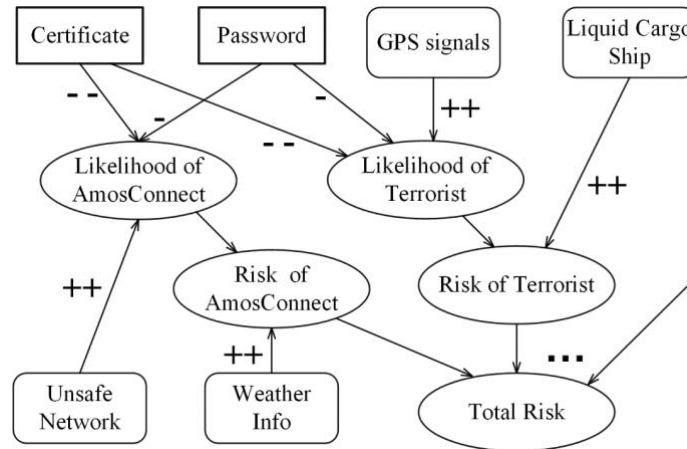 Certificate
Password
GPS signals
Liquid Cargo
Ship
- -
-
-
++
- -
++
Likelihood of
AmosConnect
Likelihood of
Terrorist
++
Risk of
AmosConnect
Risk of Terrorist
++
...
Unsafe
Network
Weather
Info
Total Risk